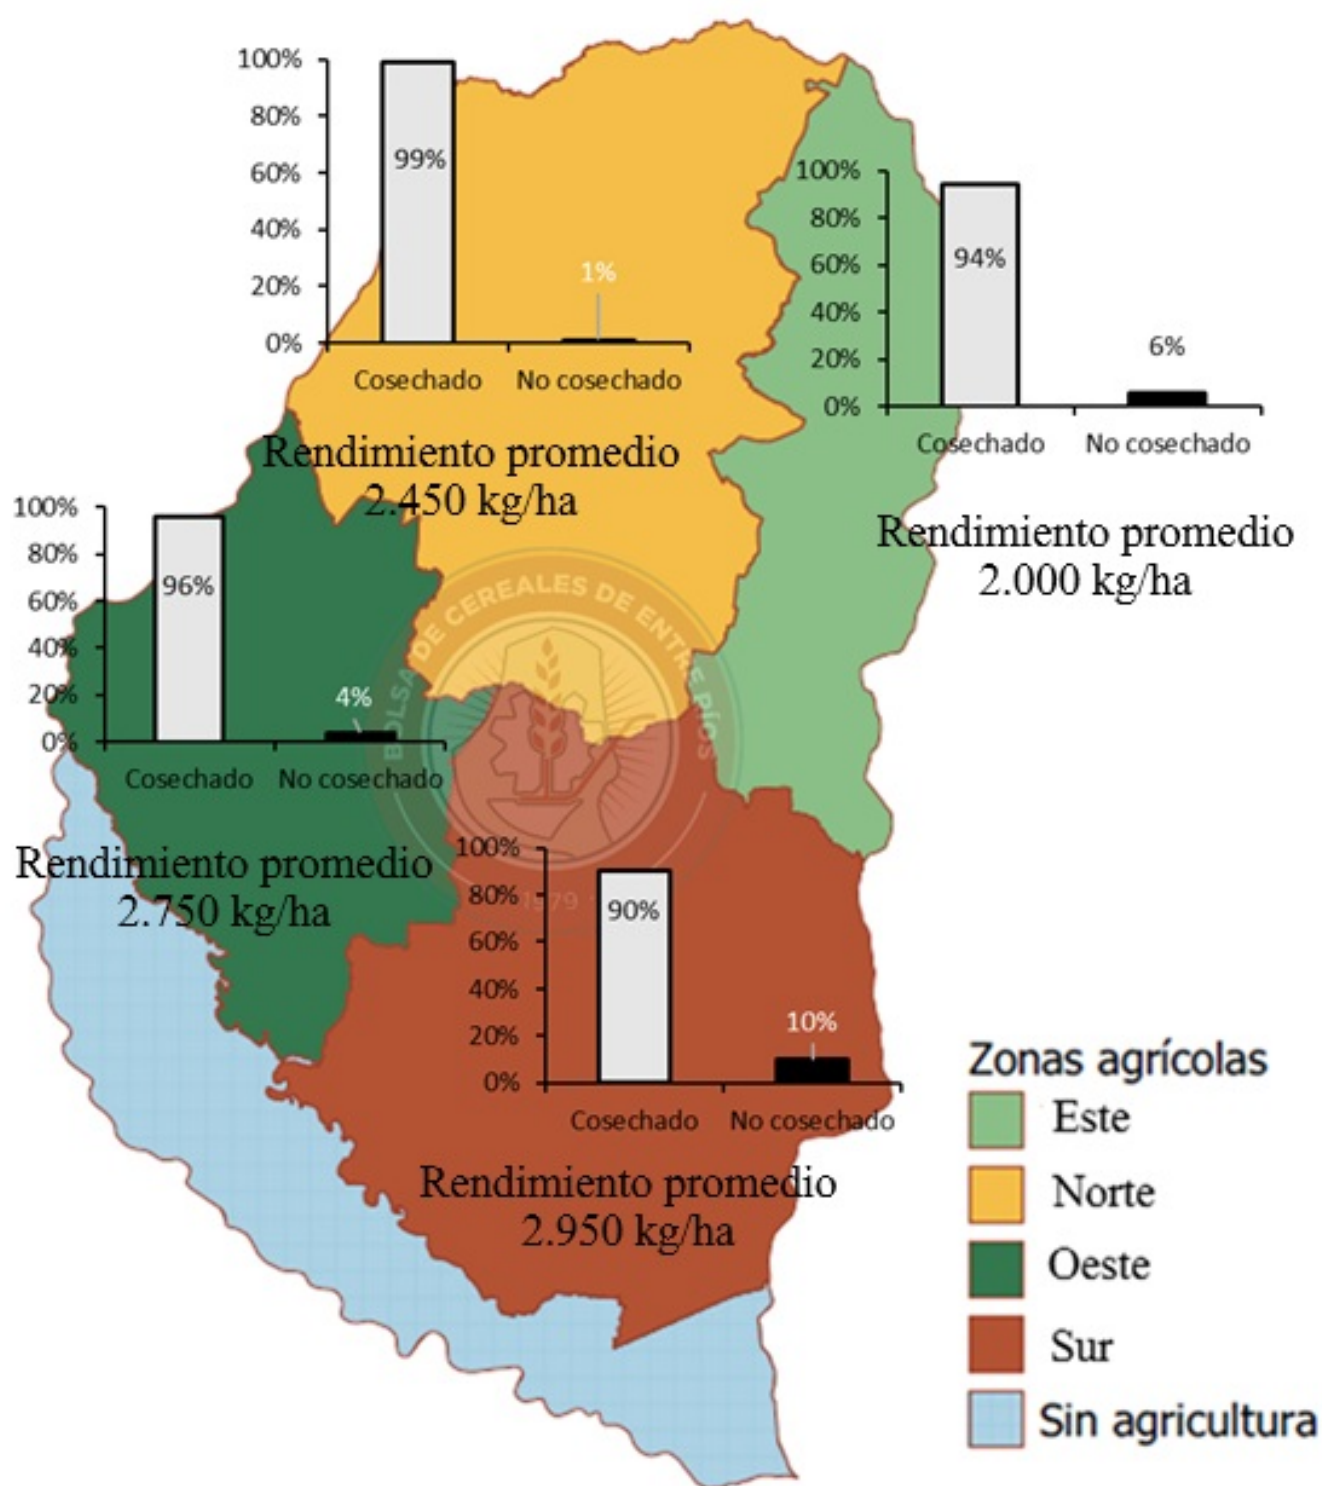 100%
80%
60%
40%
20%
0%
99%
1%
Cosechado
No cosechado
Rendimiento promedio
2.450 kg/ha
100%
80%
60%
40%
20%
0%
94%
6%
Cosechado
No cosechado
Rendimiento promedio
2.000 kg/ha
100%
80%
60%
40%
20%
0%
96%
4%
Cosechado
No cosechado
Rendimiento promedio
2.750 kg/ha
BOLSA DE CEREALES DE ENTRE RÍOS
1979
100%
80%
60%
40%
20%
0%
90%
10%
Cosechado
No cosechado
Rendimiento promedio
2.950 kg/ha
Zonas agrícolas
Este
Norte
Oeste
Sur
Sin agricultura